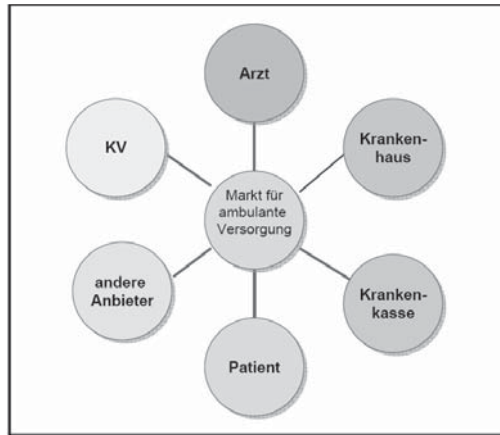 Arzt
KV
Kranken-
haus
Markt für
ambulante
Versorgung
andere
Anbieter
Kranken-
kasse
Patient